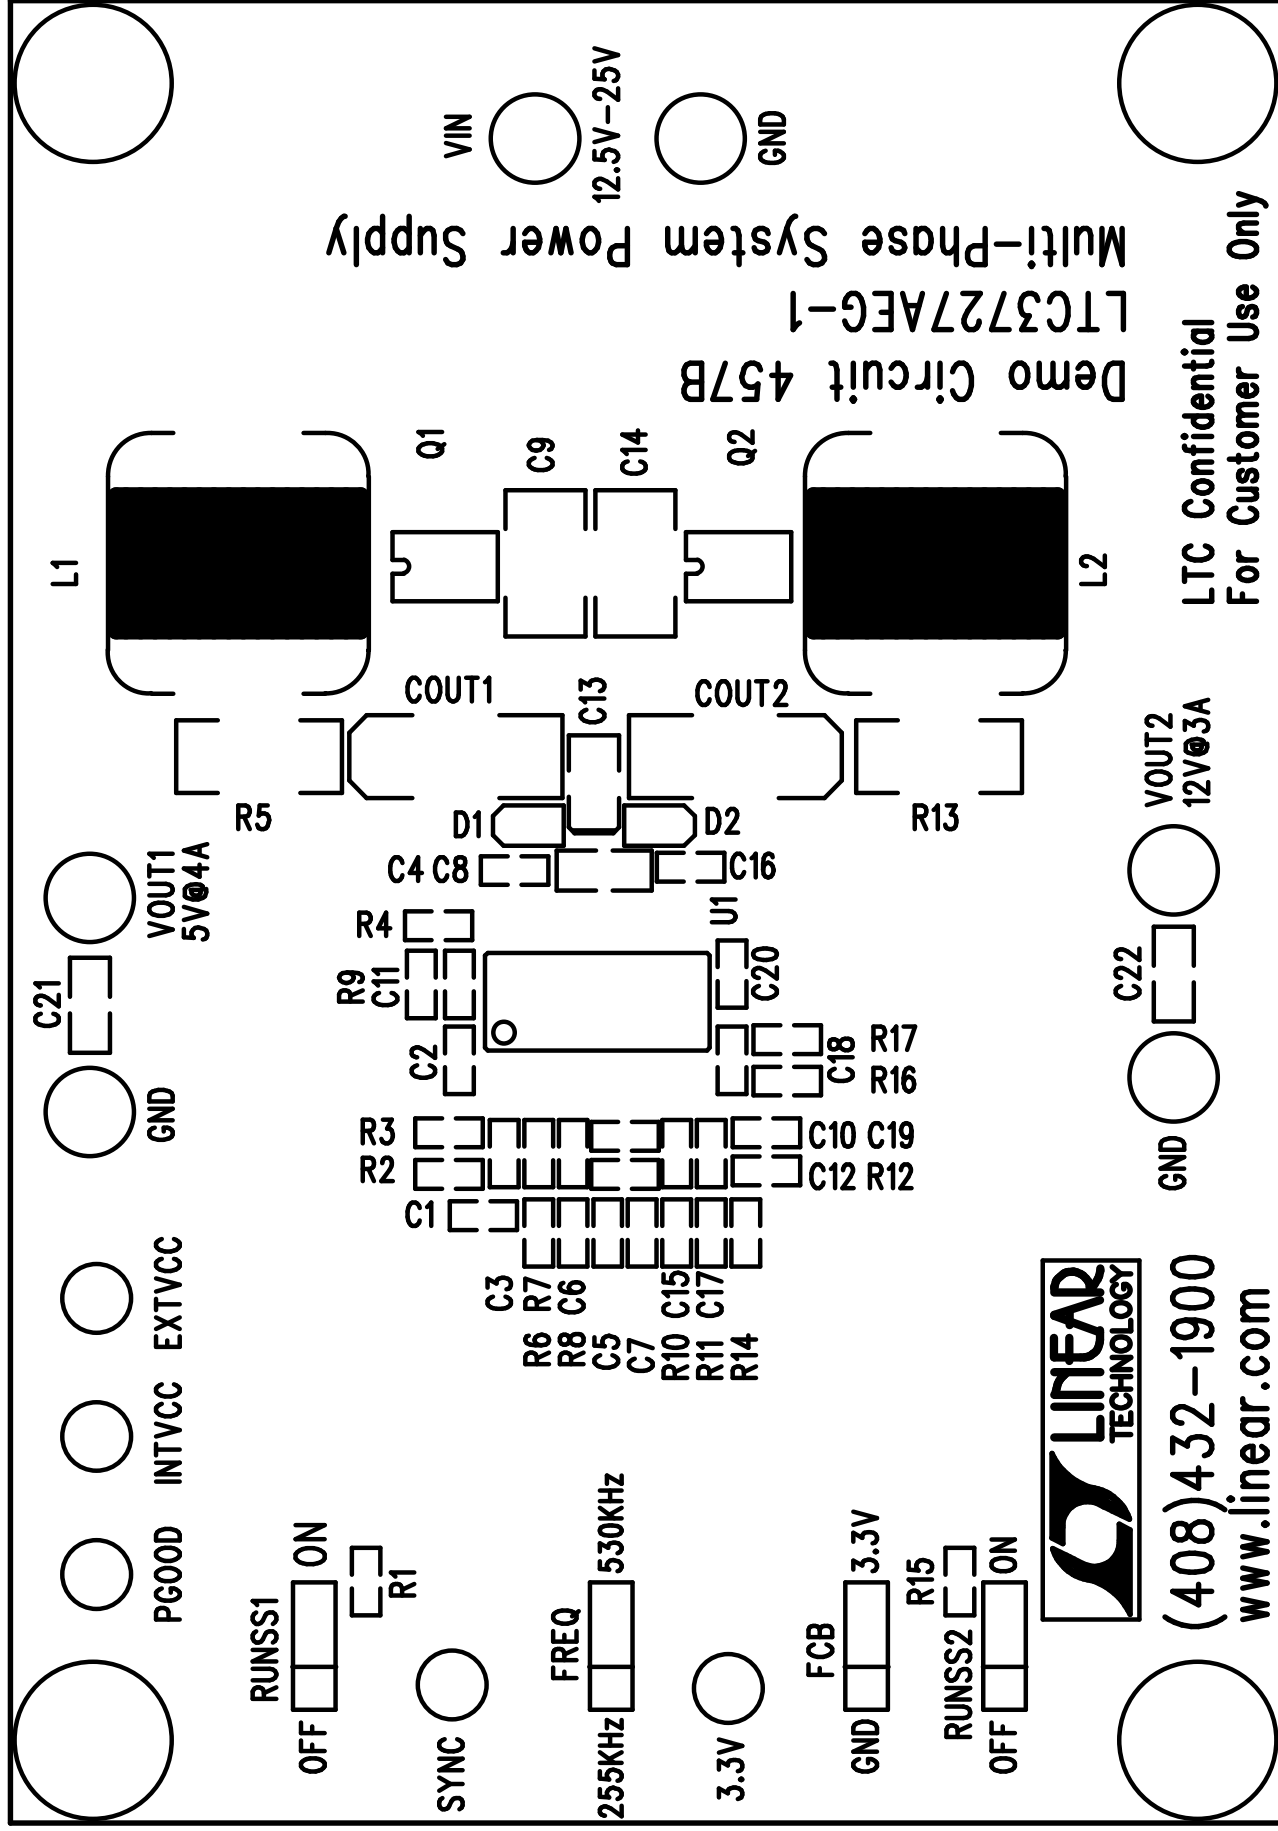 VIN
12.5V-25V
GND
Multi-Phase System Power Supply
LTC3727AEG-1
Demo Circuit 457B
LTC Confidential
For Customer Use Only
L1
Q1
C9
C14
Q2
L2
COUT1
C13
COUT2
R5
D1
D2
R13
VOUT1
5V@4A
VOUT2
12V@3A
C4 C8
C16
R4
U1
R9
C11
C20
C21
C22
C2
C18
R17
R16
GND
GND
R3
C10 C19
R2
C12 R12
C1
C3
R7
C6
C15
C17
R6
R8
C5
C7
R10
R11
R14
EXTVCC
INTVCC
PGOOD
LINEAR
TECHNOLOGY
(408)432-1900
www.linear.com
RUNSS1
ON
OFF
R1
SYNC
FREQ
530KHz
255KHz
3.3V
FCB
3.3V
GND
R15
RUNSS2
ON
OFF